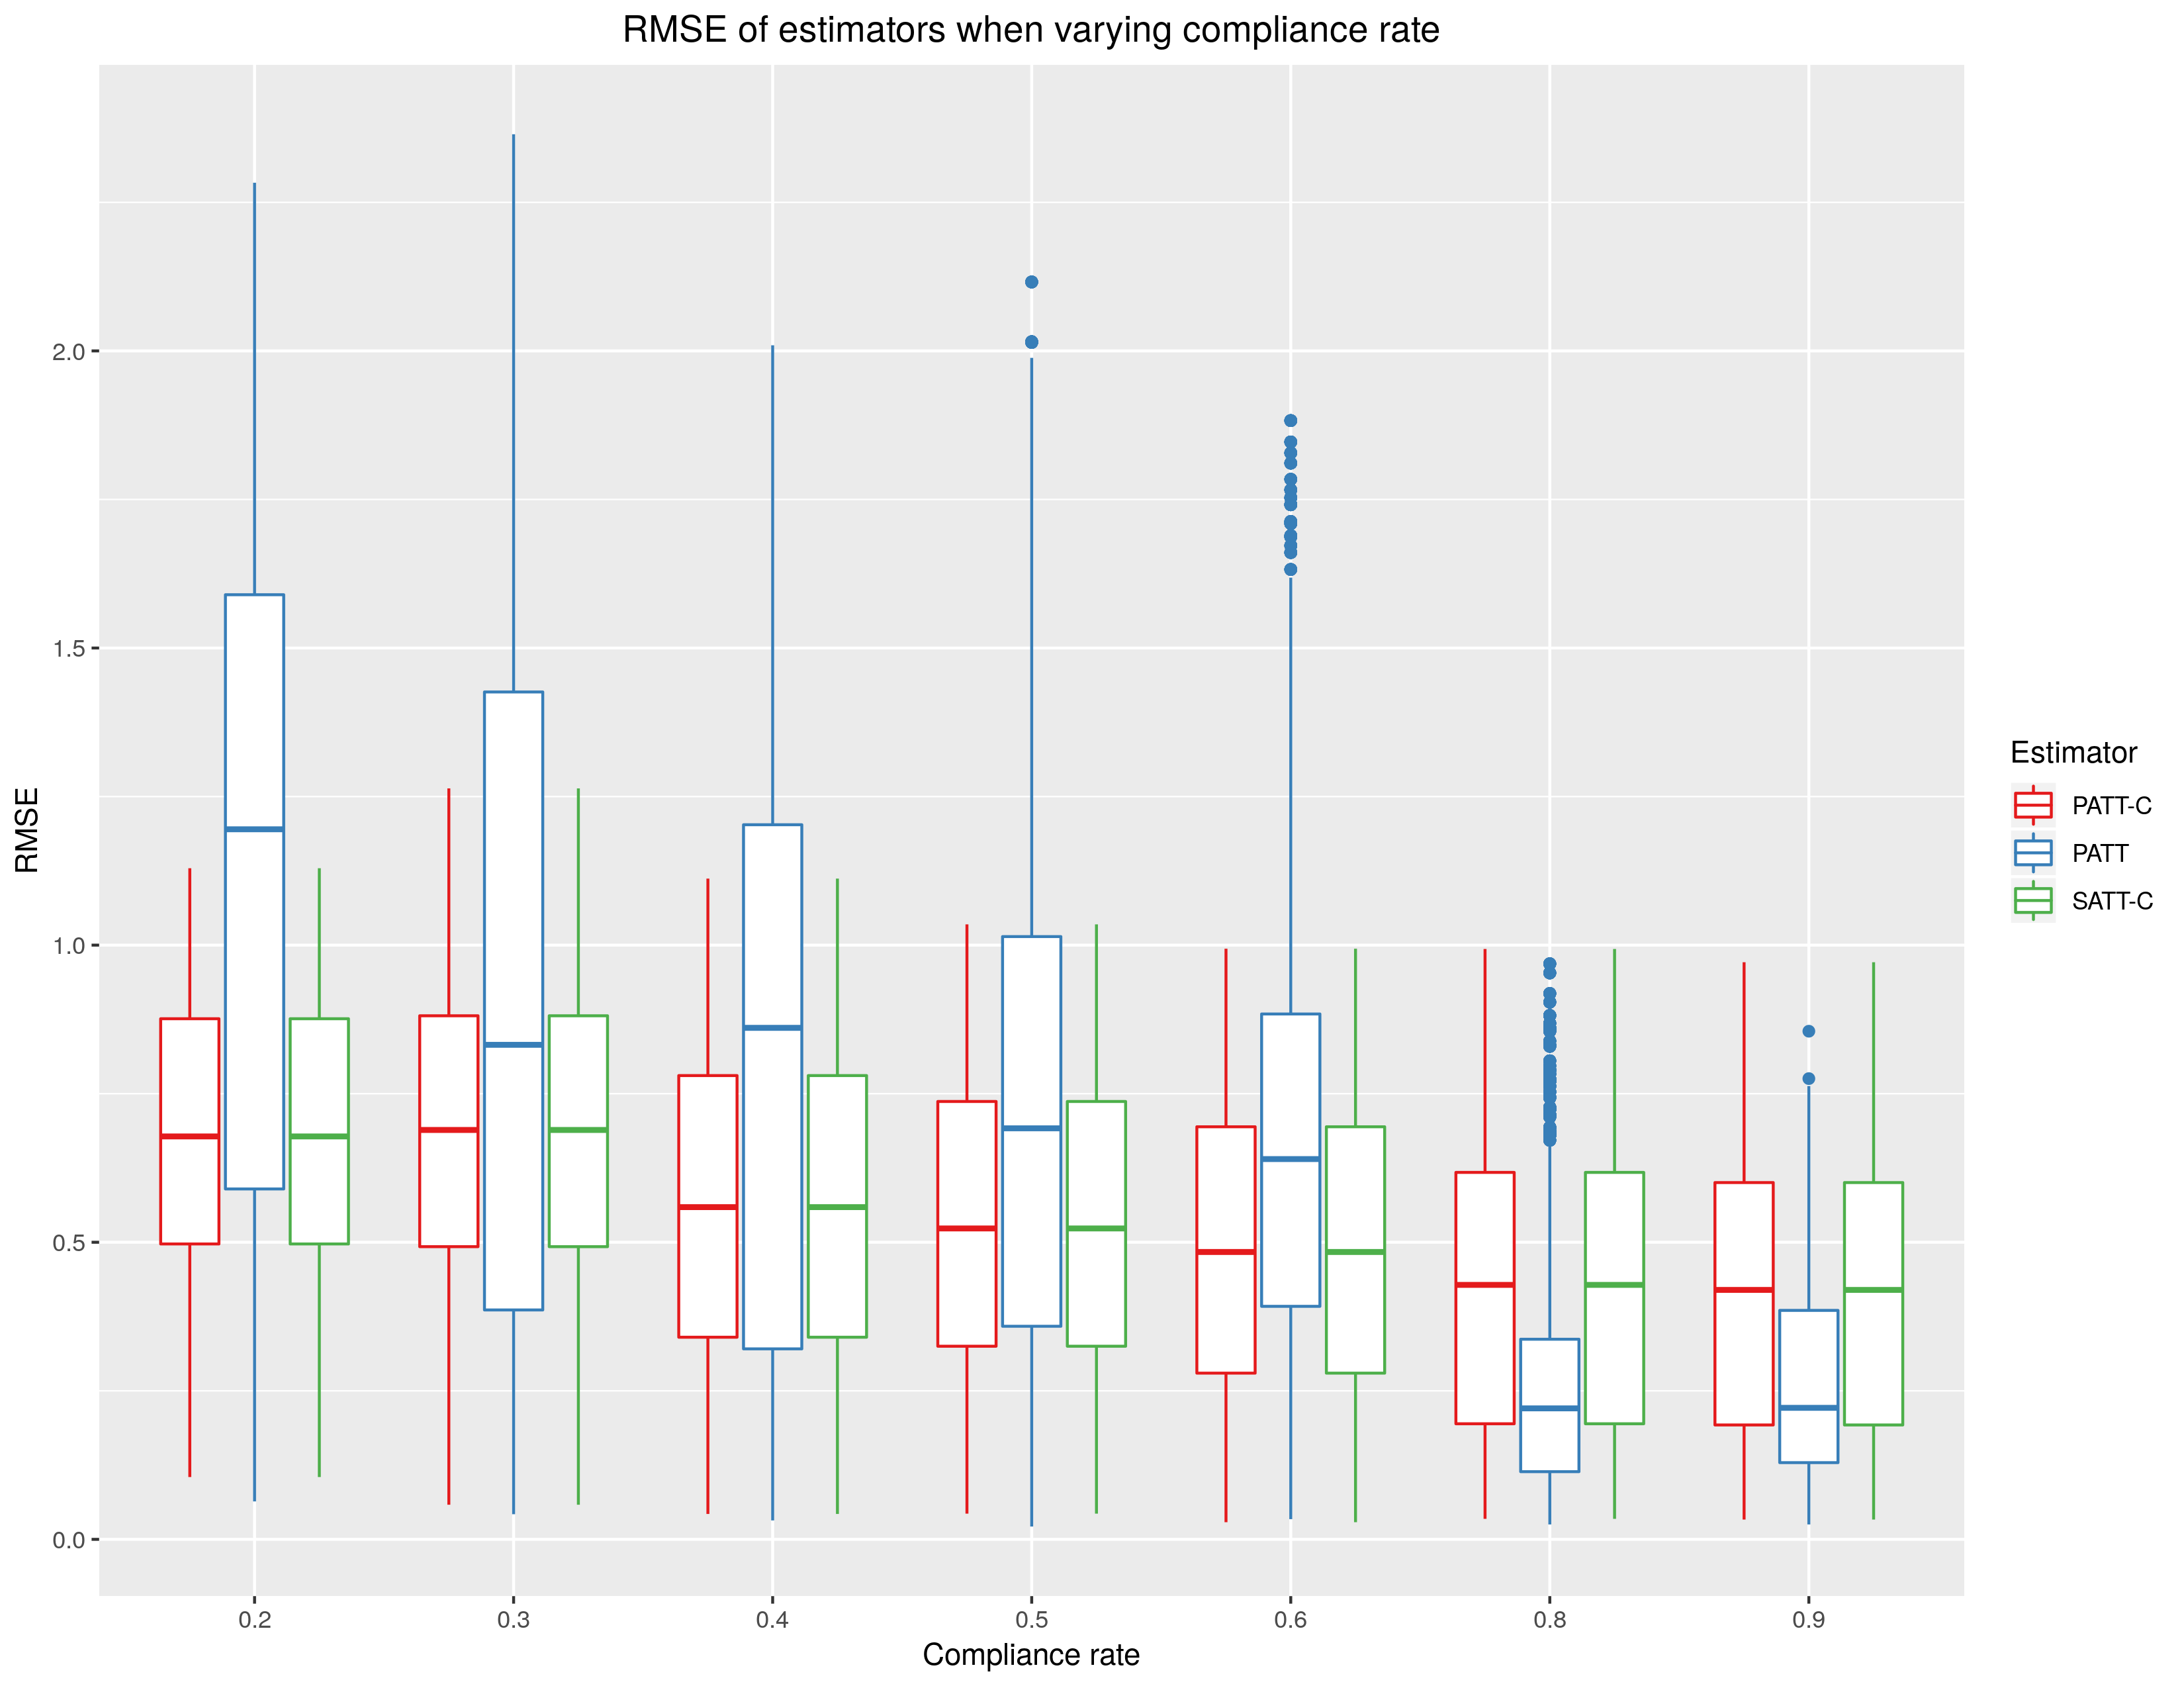 RMSE of estimators when varying compliance rate
RMSE
2.0
1.5
1.0
0.5
0.0
0.2 0.3 0.4 0.5 0.6 0.8 0.9
Compliance rate
Estimator
PATT-C
PATT
SATT-C